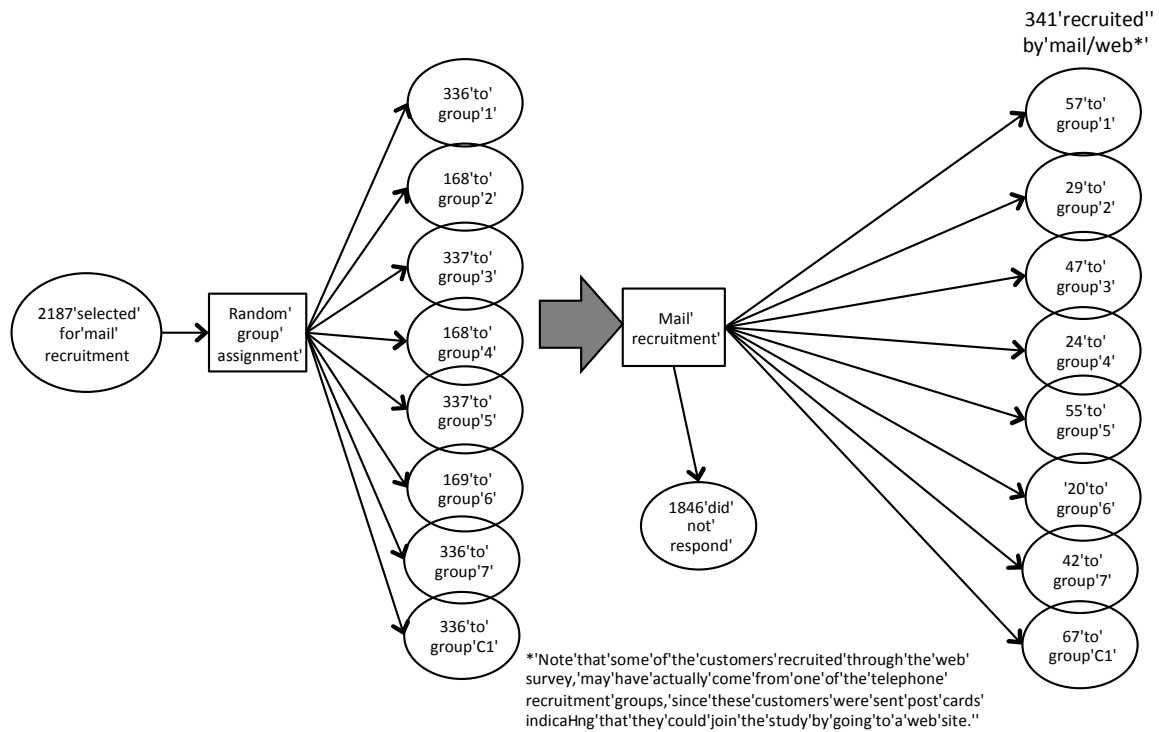 2187'selected'
for'mail'
recruitment
Random'
group'
assignment'
336'to'
group'1'
168'to'
group'2'
337'to'
group'3'
168'to'
group'4'
337'to'
group'5'
169'to'
group'6'
336'to'
group'7'
336'to'
group'C1'
Mail'
recruitment'
1846'did'
not'
respond'
341'recruited''
by'mail/web*'
57'to'
group'1'
29'to'
group'2'
47'to'
group'3'
24'to'
group'4'
55'to'
group'5'
'20'to'
group'6'
42'to'
group'7'
67'to'
group'C1'
*'Note'that'some'of'the'customers'recruited'through'the'web'
survey,'may'have'actually'come'from'one'of'the'telephone'
recruitment'groups,'since'these'customers'were'sent'post'cards'
indicaHng'that'they'could'join'the'study'by'going'to'a'web'site.''